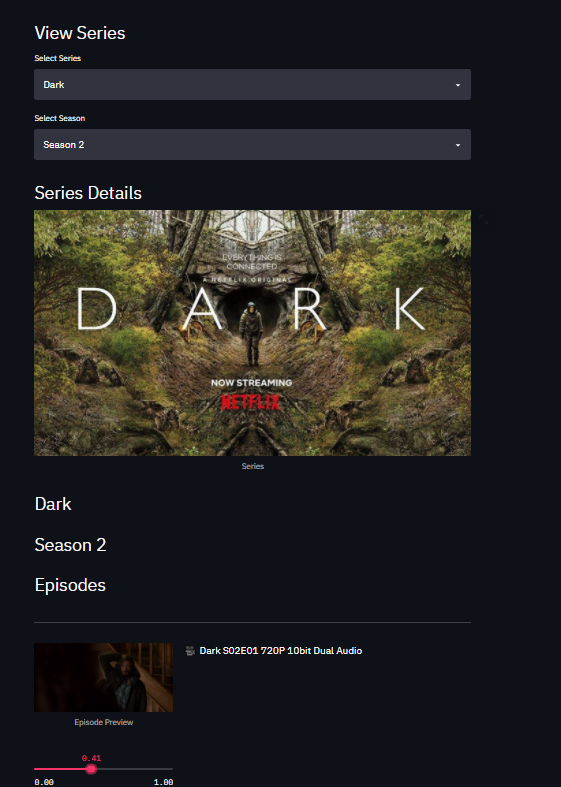 View Series
Select Series
Dark
Select Season
Season 2
Series Details
EVERYTHING IS
CONNECTED
A NETFLIX ORIGINAL
DARK
NOW STREAMING
NETFLIX
Series
Dark
Season 2
Episodes
Dark S02E01 720P 10bit Dual Audio
Episode Preview
0.41
0.00 1.00